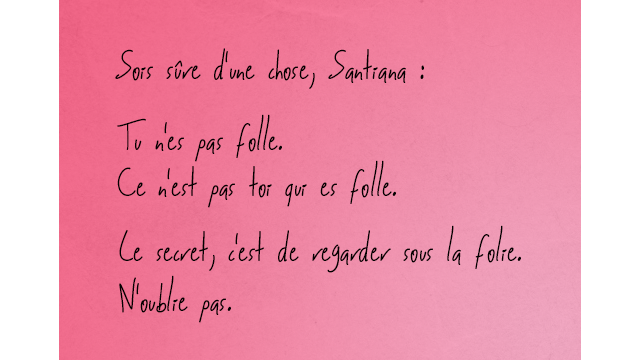 Sois sûre d'une chose, Santiana :
Tu n'es pas folle.
Ce n'est pas toi qui es folle.
Le secret, c'est de regarder sous la folie.
N'oublie pas.